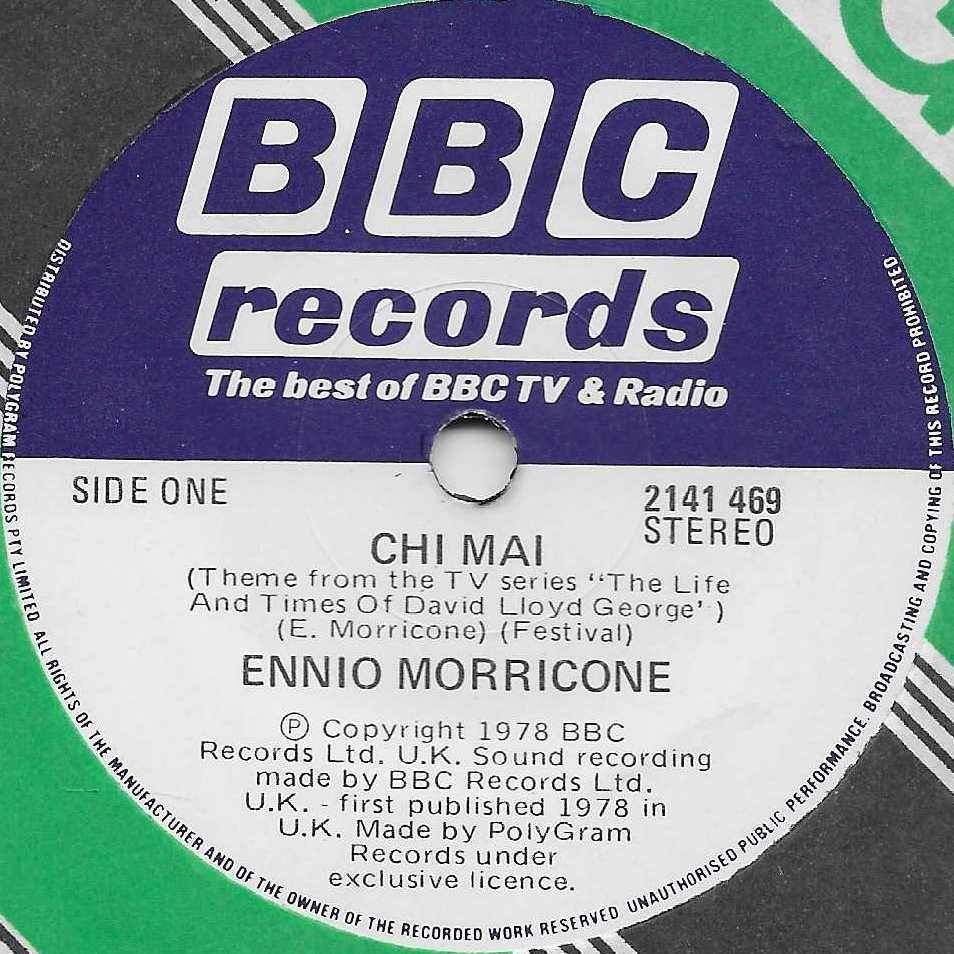 BBC
records
The best of BBC TV & Radio
SIDE ONE
2141 469
STEREO
CHI MAI
(Theme from the TV series "The Life
And Times Of David Lloyd George')
(E. Morricone) (Festival)
ENNIO MORRICONE
Ⓟ Copyright 1978 BBC
Records Ltd. U.K. Sound recording
made by BBC Records Ltd.
U.K. - first published 1978 in
U.K. Made by PolyGram
Records under
exclusive licence.
DISTRIBUTED BY POLYGRAM RECORDS PTY LIMITED ALL RIGHTS OF THE MANUFACTURER AND OF THE OWNER OF THE RECORDED WORK RESERVED UNAUTHORISED PUBLIC PERFORMANCE, BROADCASTING AND COPYING OF THIS RECORD PROHIBITED